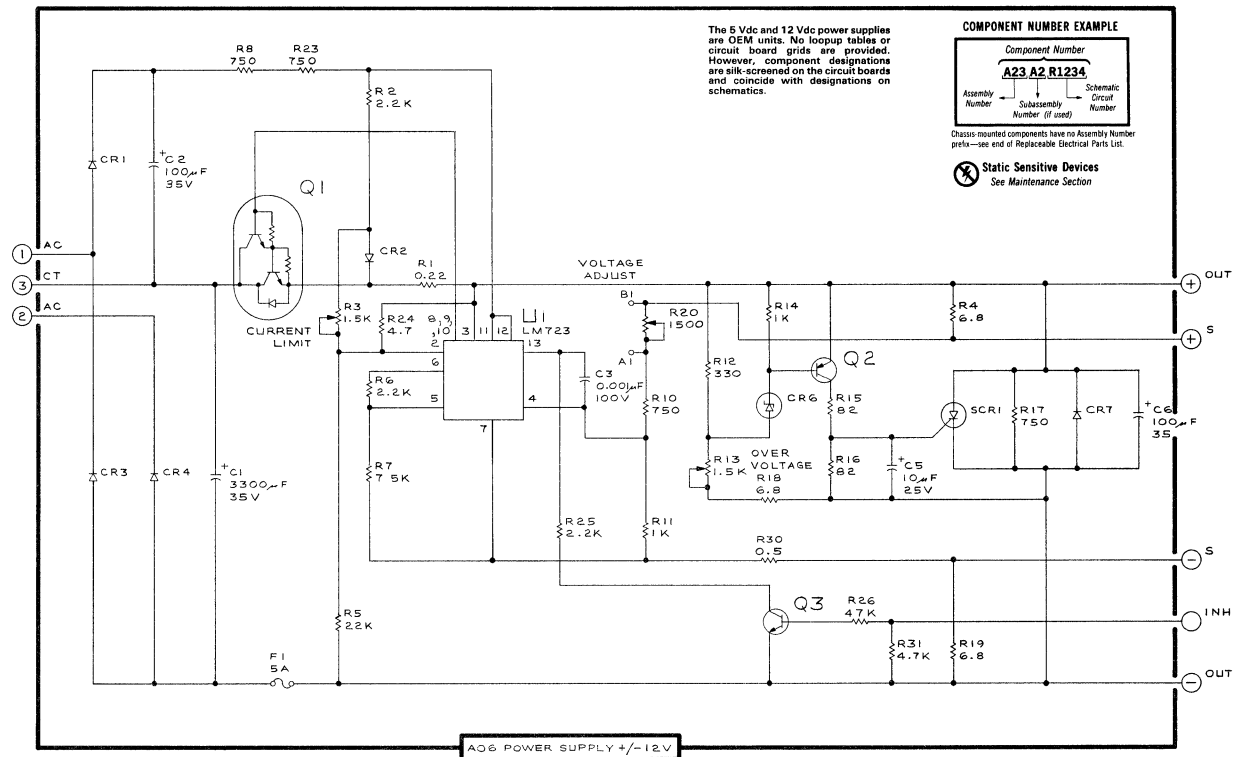 The 5 Vdc and 12 Vdc power supplies
are OEM units. No loopup tables or
circuit board grids are provided.
However, component designations
are silk-screened on the circuit boards
and coincide with designations on
schematics.
COMPONENT NUMBER EXAMPLE
Component Number
A23 A2 R1234
Assembly
Number
Subassembly
Number (if used)
Schematic
Circuit
Number
Chassis-mounted components have no Assembly Number
prefix—see end of Replaceable Electrical Parts List.
Static Sensitive Devices
See Maintenance Section
R8
750
R23
750
R2
2.2K
CR1
+
C2
100µF
35V
Q1
1
AC
3
CT
2
AC
CR2
R1
0.22
VOLTAGE
ADJUST
CURRENT
LIMIT
R3
1.5K
R24
4.7
8,9,
,10
3
11
12
U1
LM723
13
2
6
5
4
7
B1
R20
1500
A1
C3
0.001µF
100V
R6
2.2K
R10
750
R12
330
R14
1K
CR6
Q2
R15
82
R4
6.8
+
OUT
+
S
SCR1
R17
750
CR7
+
C6
100µF
35
CR3
CR4
+
C1
3300µF
35V
R7
7 5K
R13
1.5K
OVER
VOLTAGE
R18
6.8
R16
82
+
C5
10µF
25V
R25
2.2K
R11
1K
R30
0.5
-
S
R5
22K
Q3
R26
47K
R31
4.7K
R19
6.8
INH
F1
5A
-
OUT
A06 POWER SUPPLY +/-12V